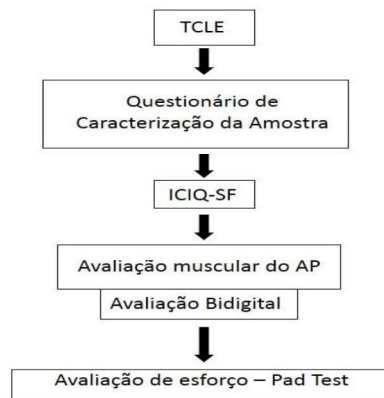 TCLE
Questionário de
Caracterização da Amostra
ICIQ-SF
Avaliação muscular do AP
Avaliação Bidigital
Avaliação de esforço – Pad Test